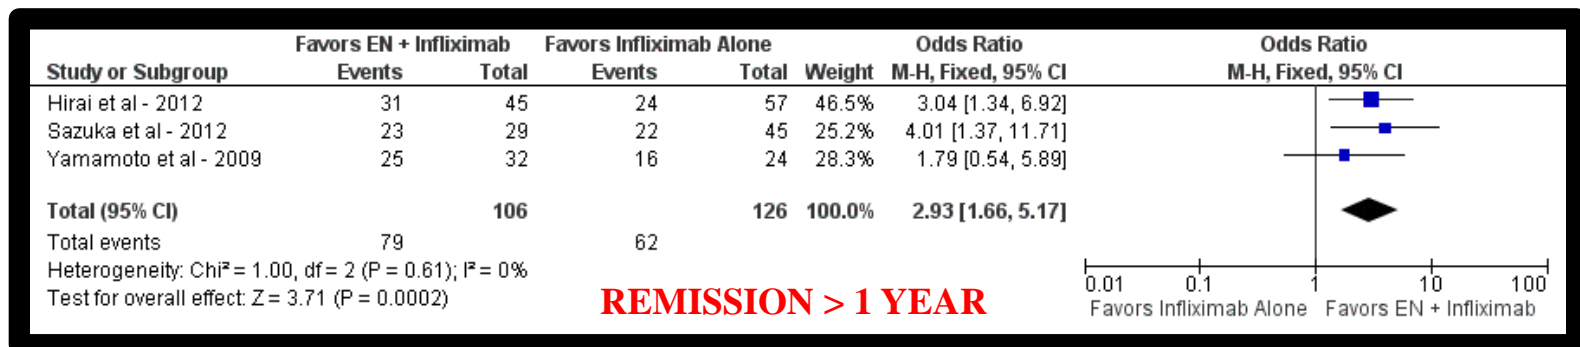 Favors EN + Infliximab Favors Infliximab Alone Odds Ratio Odds Ratio
Study or Subgroup Events Total Events Total Weight M-H, Fixed, 95% CI M-H, Fixed, 95% CI
Hirai et al - 2012 31 45 24 57 46.5% 3.04 [1.34, 6.92]
Sazuka et al - 2012 23 29 22 45 25.2% 4.01 [1.37, 11.71]
Yamamoto et al - 2009 25 32 16 24 28.3% 1.79 [0.54, 5.89]
Total (95% CI) 106 126 100.0% 2.93 [1.66, 5.17]
Total events 79 62
Heterogeneity: Chi² = 1.00, df = 2 (P = 0.61); I² = 0%
Test for overall effect: Z = 3.71 (P = 0.0002)
REMISSION > 1 YEAR
0.01 0.1 1 10 100
Favors Infliximab Alone Favors EN + Infliximab